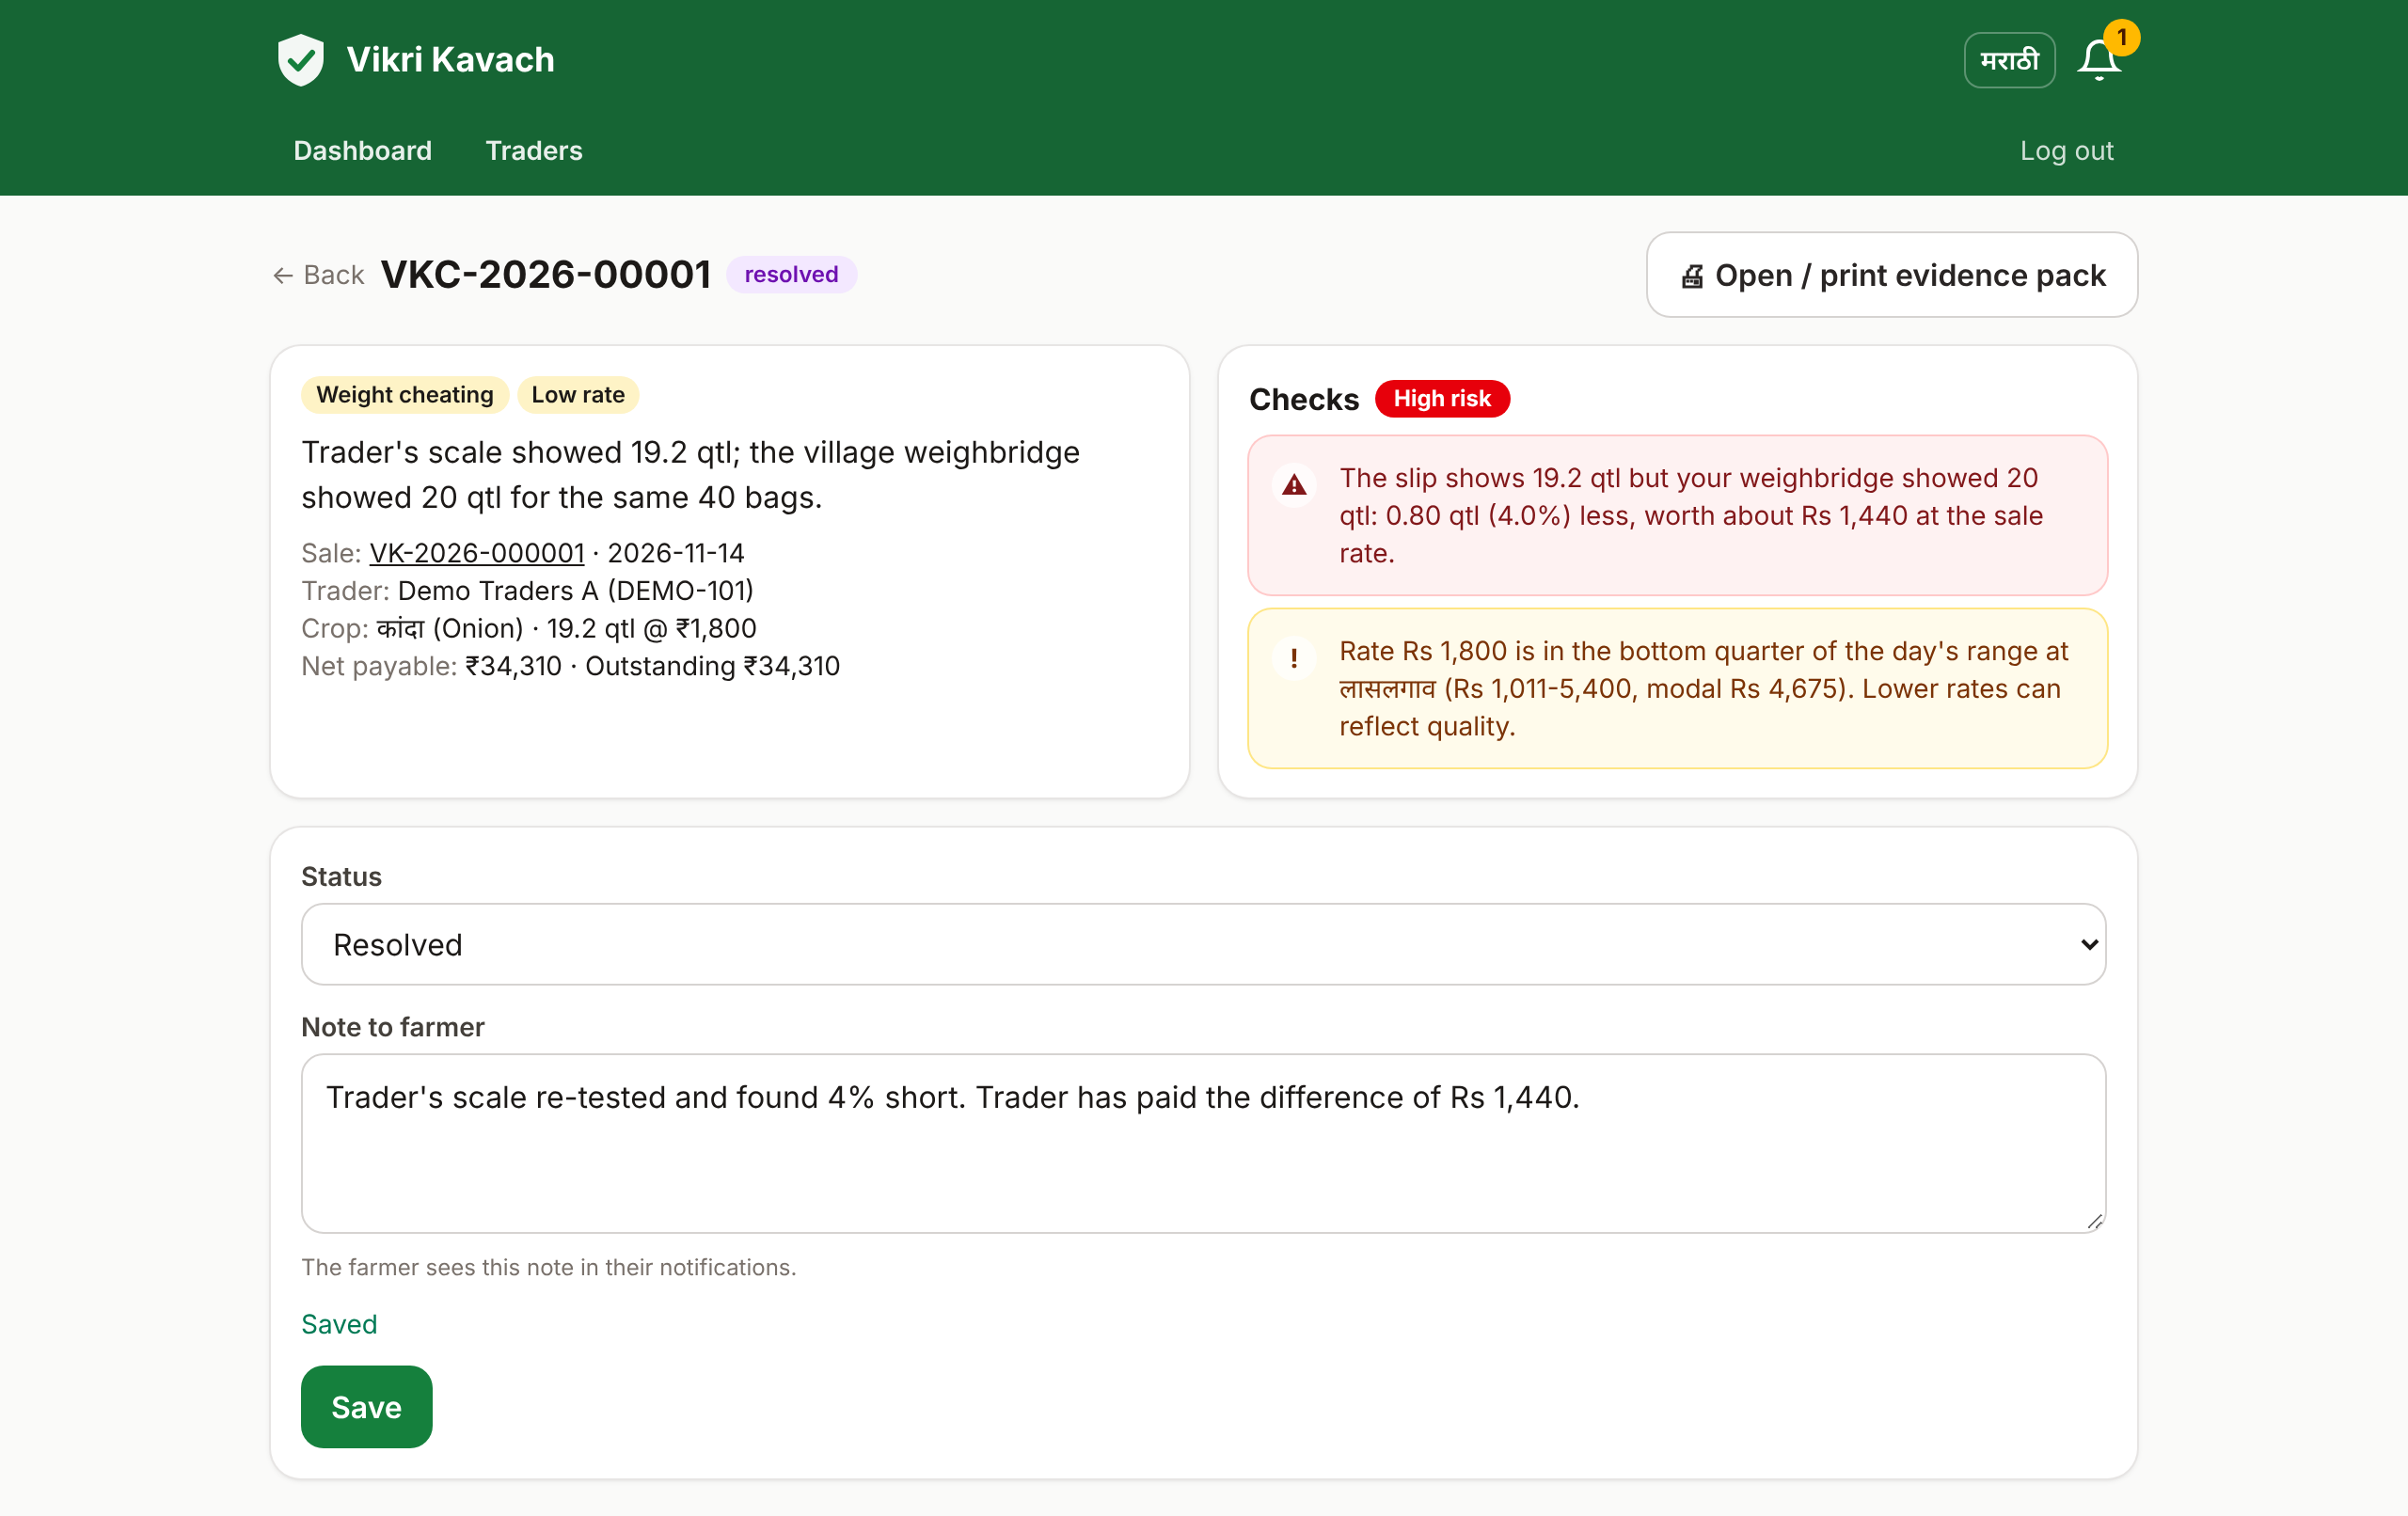 Vikri Kavach
मराठी
1
Dashboard
Traders
Log out
← Back VKC-2026-00001 resolved
Open / print evidence pack
Weight cheating Low rate
Trader's scale showed 19.2 qtl; the village weighbridge
showed 20 qtl for the same 40 bags.
Sale: VK-2026-000001 · 2026-11-14
Trader: Demo Traders A (DEMO-101)
Crop: कांदा (Onion) · 19.2 qtl @ ₹1,800
Net payable: ₹34,310 · Outstanding ₹34,310
Checks High risk
The slip shows 19.2 qtl but your weighbridge showed 20
qtl: 0.80 qtl (4.0%) less, worth about Rs 1,440 at the sale
rate.
Rate Rs 1,800 is in the bottom quarter of the day's range at
लासलगाव (Rs 1,011-5,400, modal Rs 4,675). Lower rates can
reflect quality.
Status
Resolved
Note to farmer
Trader's scale re-tested and found 4% short. Trader has paid the difference of Rs 1,440.
The farmer sees this note in their notifications.
Saved
Save